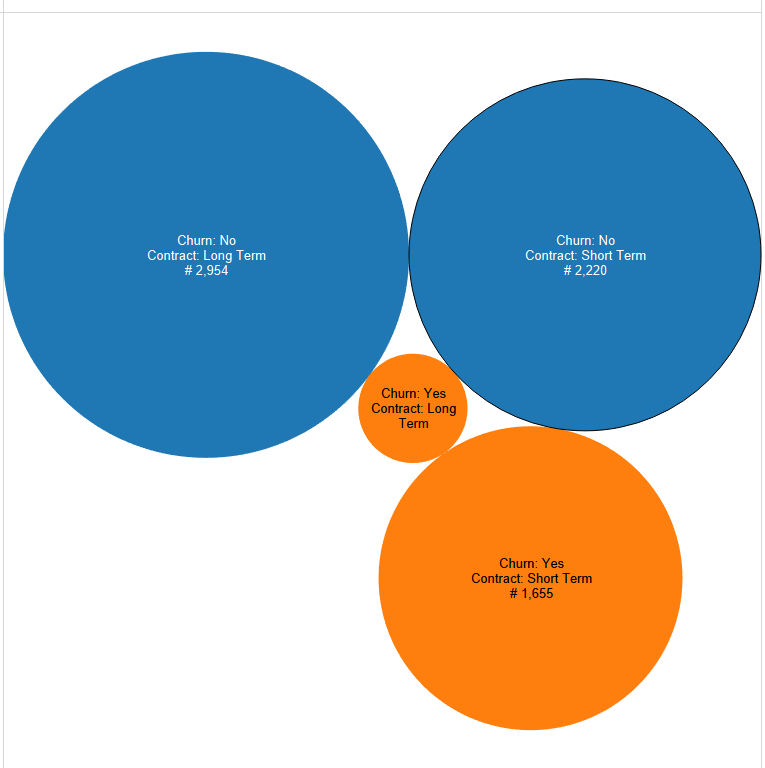 Churn: No
Contract: Long Term
# 2,954
Churn: No
Contract: Short Term
# 2,220
Churn: Yes
Contract: Long
Term
Churn: Yes
Contract: Short Term
# 1,655